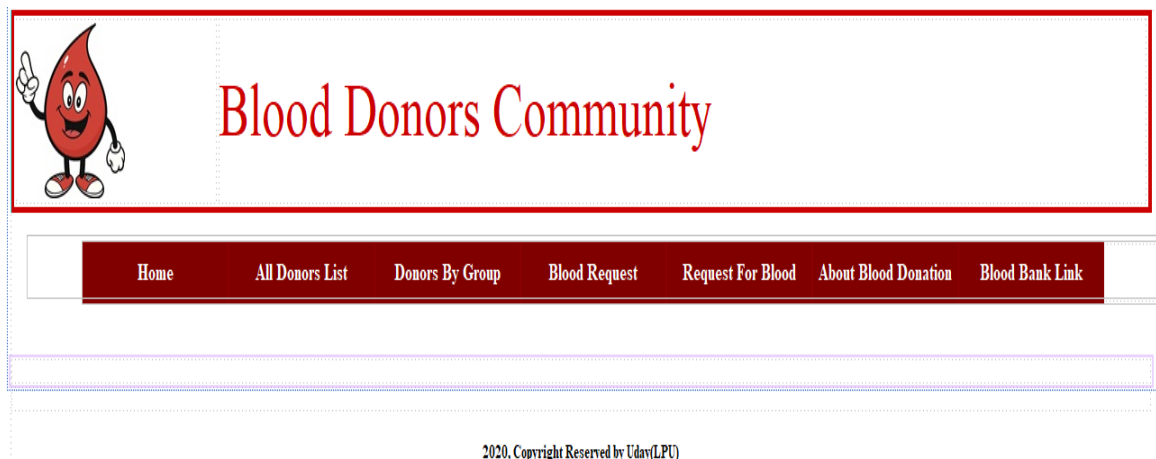 Blood Donors Community
Home All Donors List Donors By Group Blood Request Request For Blood About Blood Donation Blood Bank Link
2020, Copyright Reserved by Uday(LPU)